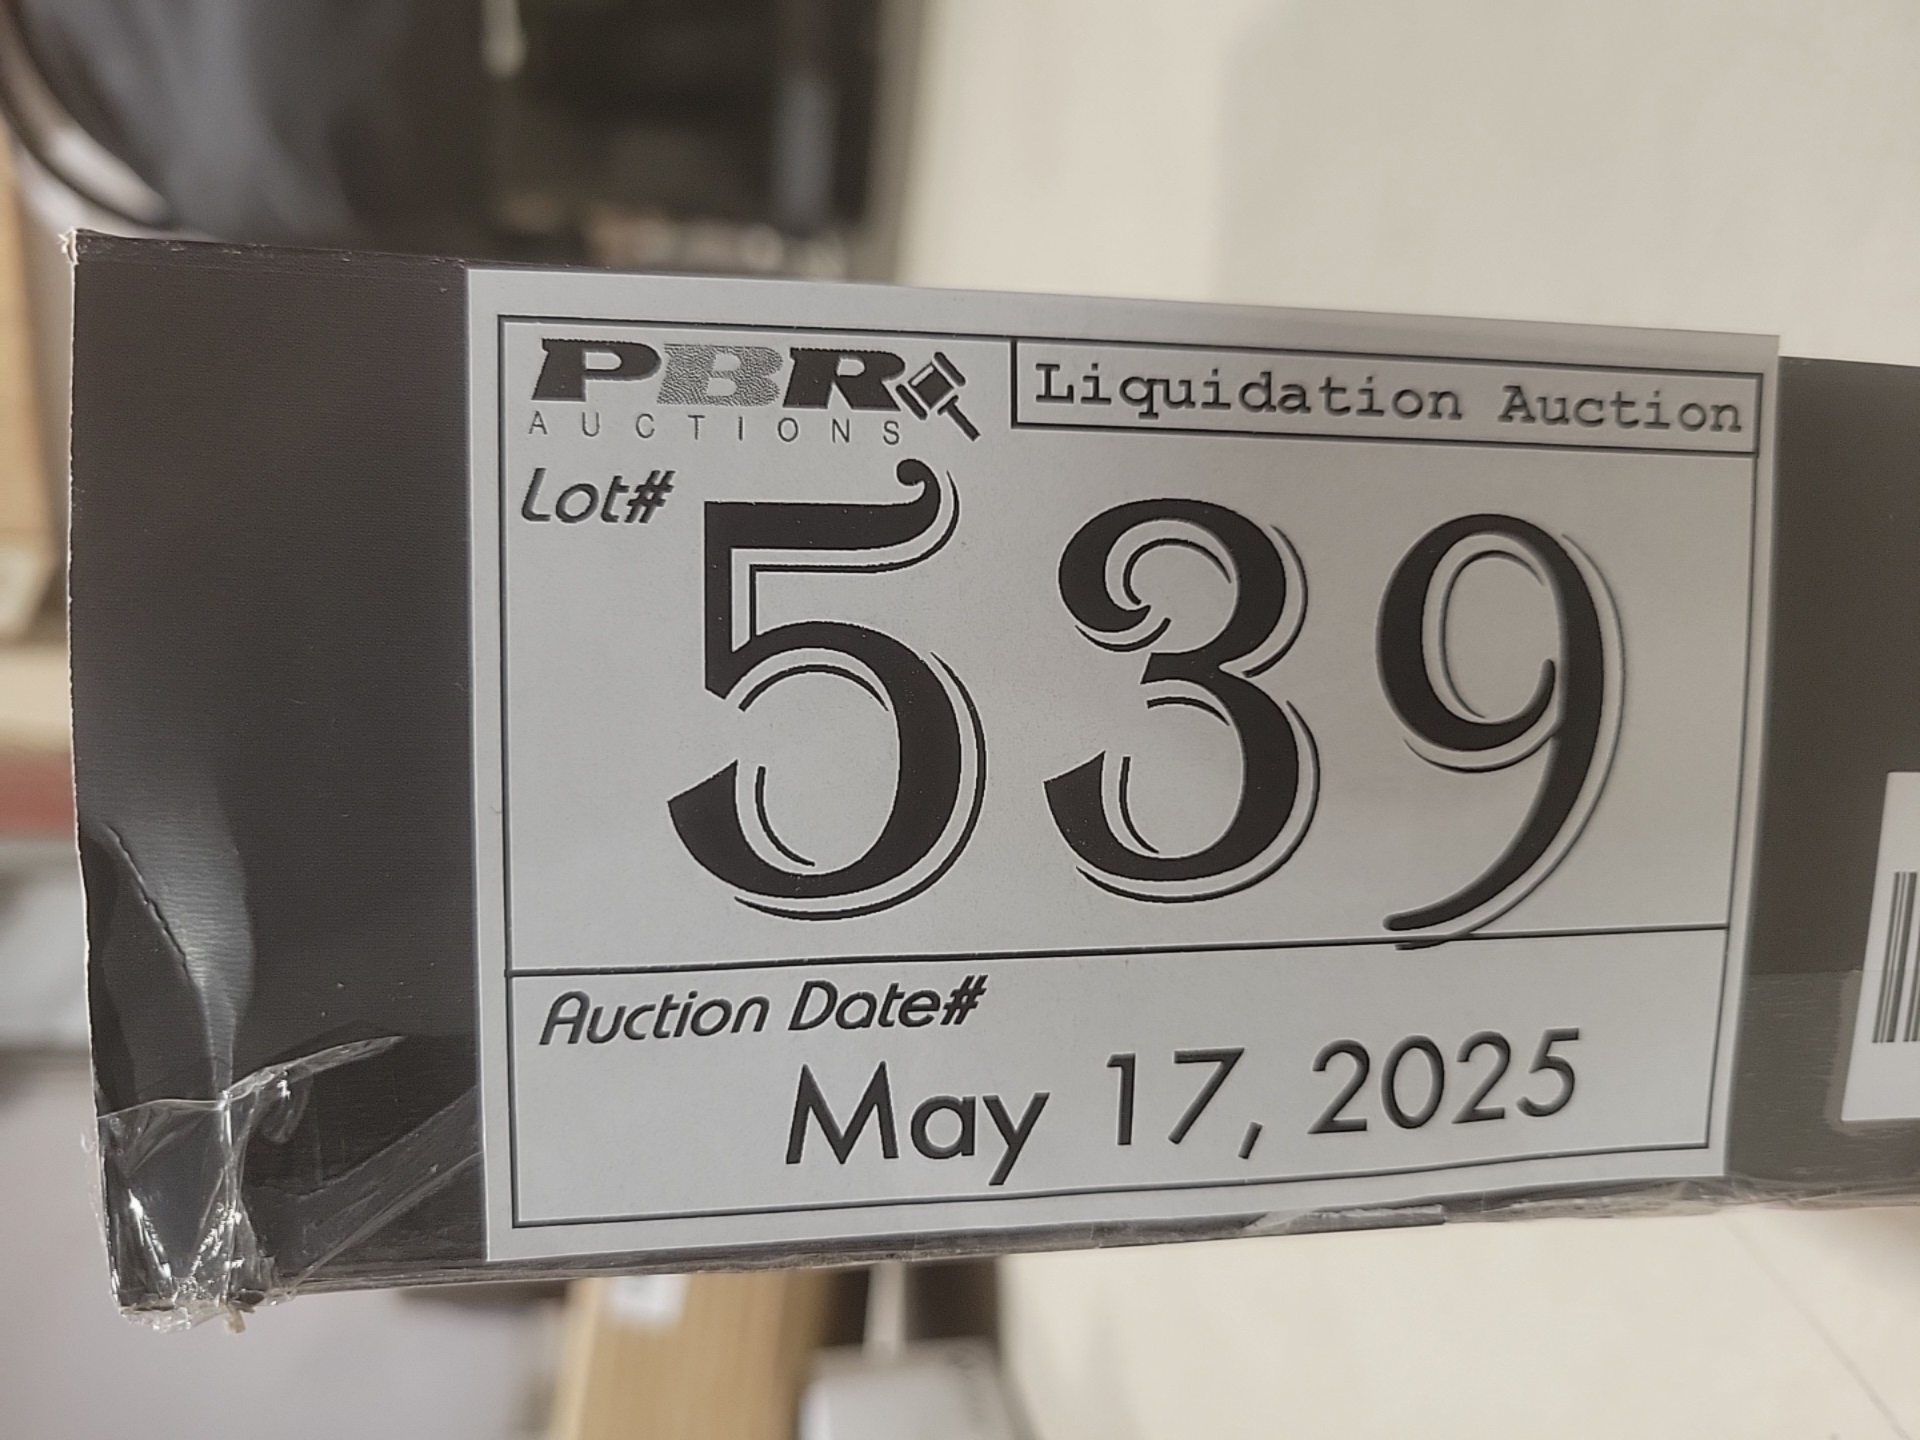 PBR
AUCTIONS
Liquidation Auction
Lot#
539
Auction Date#
May 17, 2025